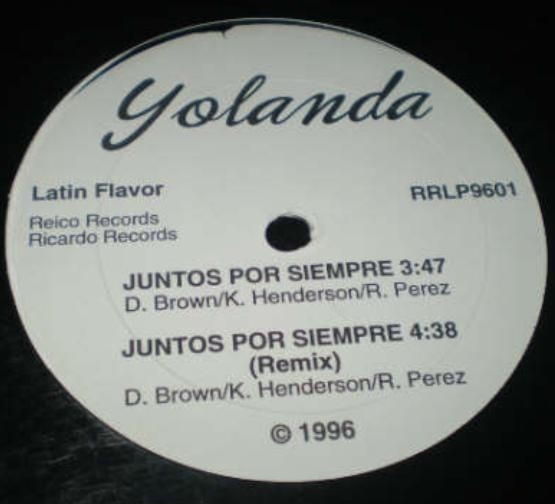 Yolanda
Latin Flavor
RRLP9601
Reico Records
Ricardo Records
JUNTOS POR SIEMPRE 3:47
D. Brown/K. Henderson/R. Perez
JUNTOS POR SIEMPRE 4:38
(Remix)
D. Brown/K. Henderson/R. Perez
© 1996